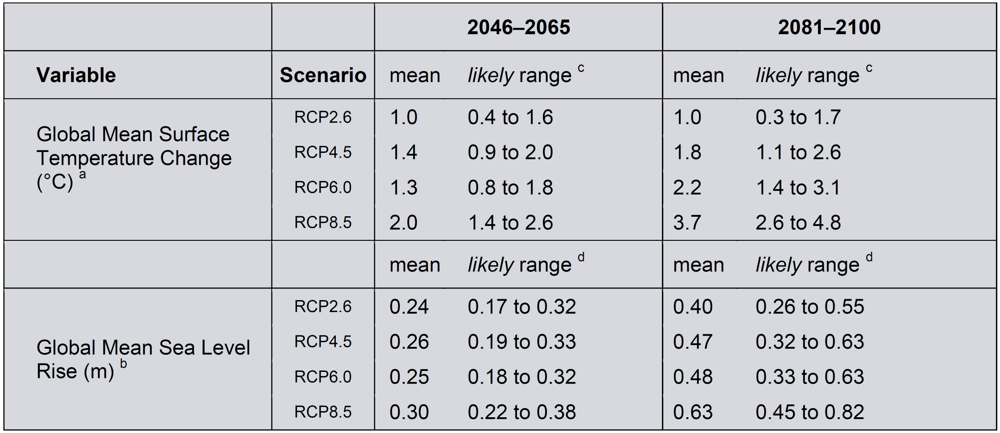 2046–2065 2081–2100
Variable Scenario mean likely range c mean likely range c
Global Mean Surface
Temperature Change
(°C) a
RCP2.6 1.0 0.4 to 1.6 1.0 0.3 to 1.7
RCP4.5 1.4 0.9 to 2.0 1.8 1.1 to 2.6
RCP6.0 1.3 0.8 to 1.8 2.2 1.4 to 3.1
RCP8.5 2.0 1.4 to 2.6 3.7 2.6 to 4.8
mean likely range d mean likely range d
Global Mean Sea Level
Rise (m) b
RCP2.6 0.24 0.17 to 0.32 0.40 0.26 to 0.55
RCP4.5 0.26 0.19 to 0.33 0.47 0.32 to 0.63
RCP6.0 0.25 0.18 to 0.32 0.48 0.33 to 0.63
RCP8.5 0.30 0.22 to 0.38 0.63 0.45 to 0.82